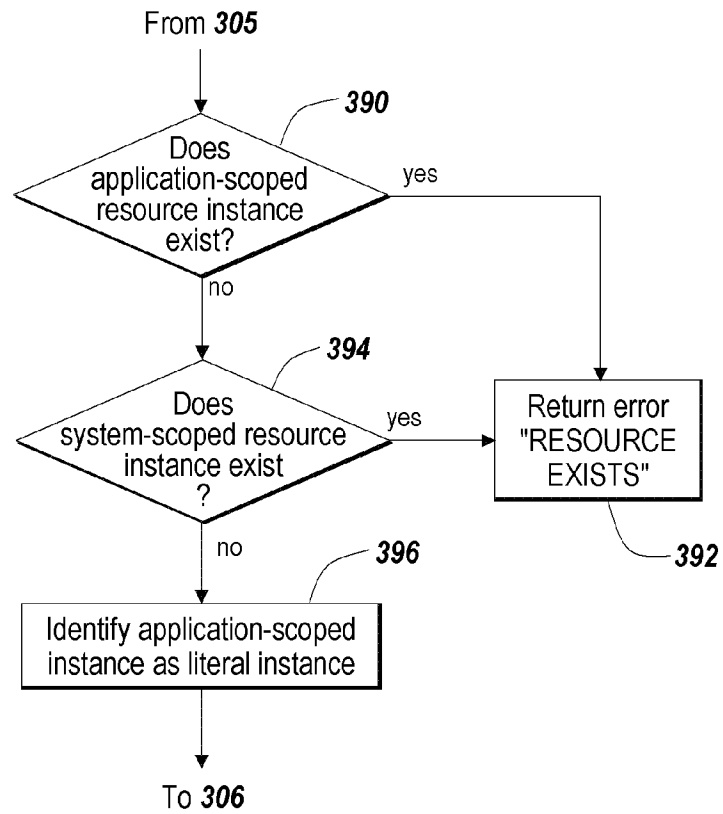 From 305
390
Does
application-scoped
resource instance
exist?
yes
no
394
Does
system-scoped resource
instance exist
?
yes
Return error
"RESOURCE
EXISTS"
392
no
396
Identify application-scoped
instance as literal instance
To 306